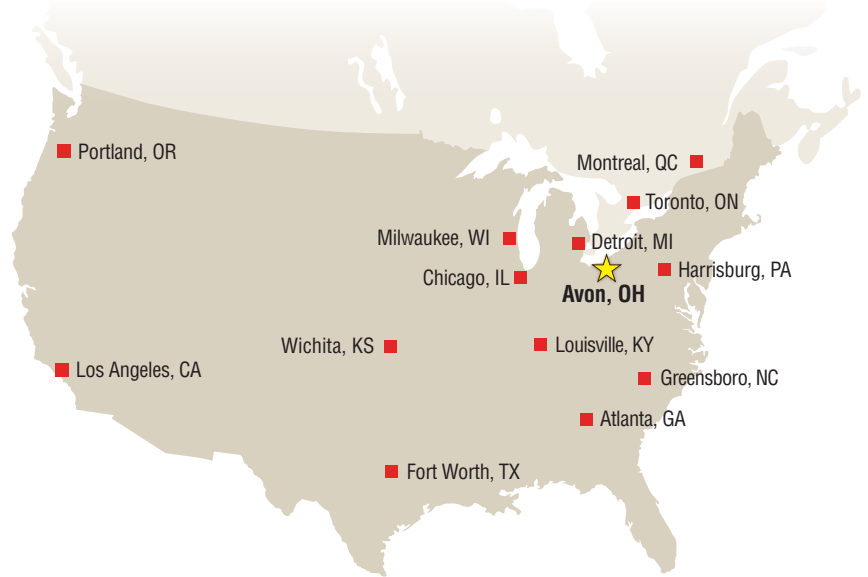 Portland, OR
Montreal, QC
Toronto, ON
Milwaukee, WI
Detroit, MI
Chicago, IL
Harrisburg, PA
Avon, OH
Wichita, KS
Louisville, KY
Los Angeles, CA
Greensboro, NC
Atlanta, GA
Fort Worth, TX